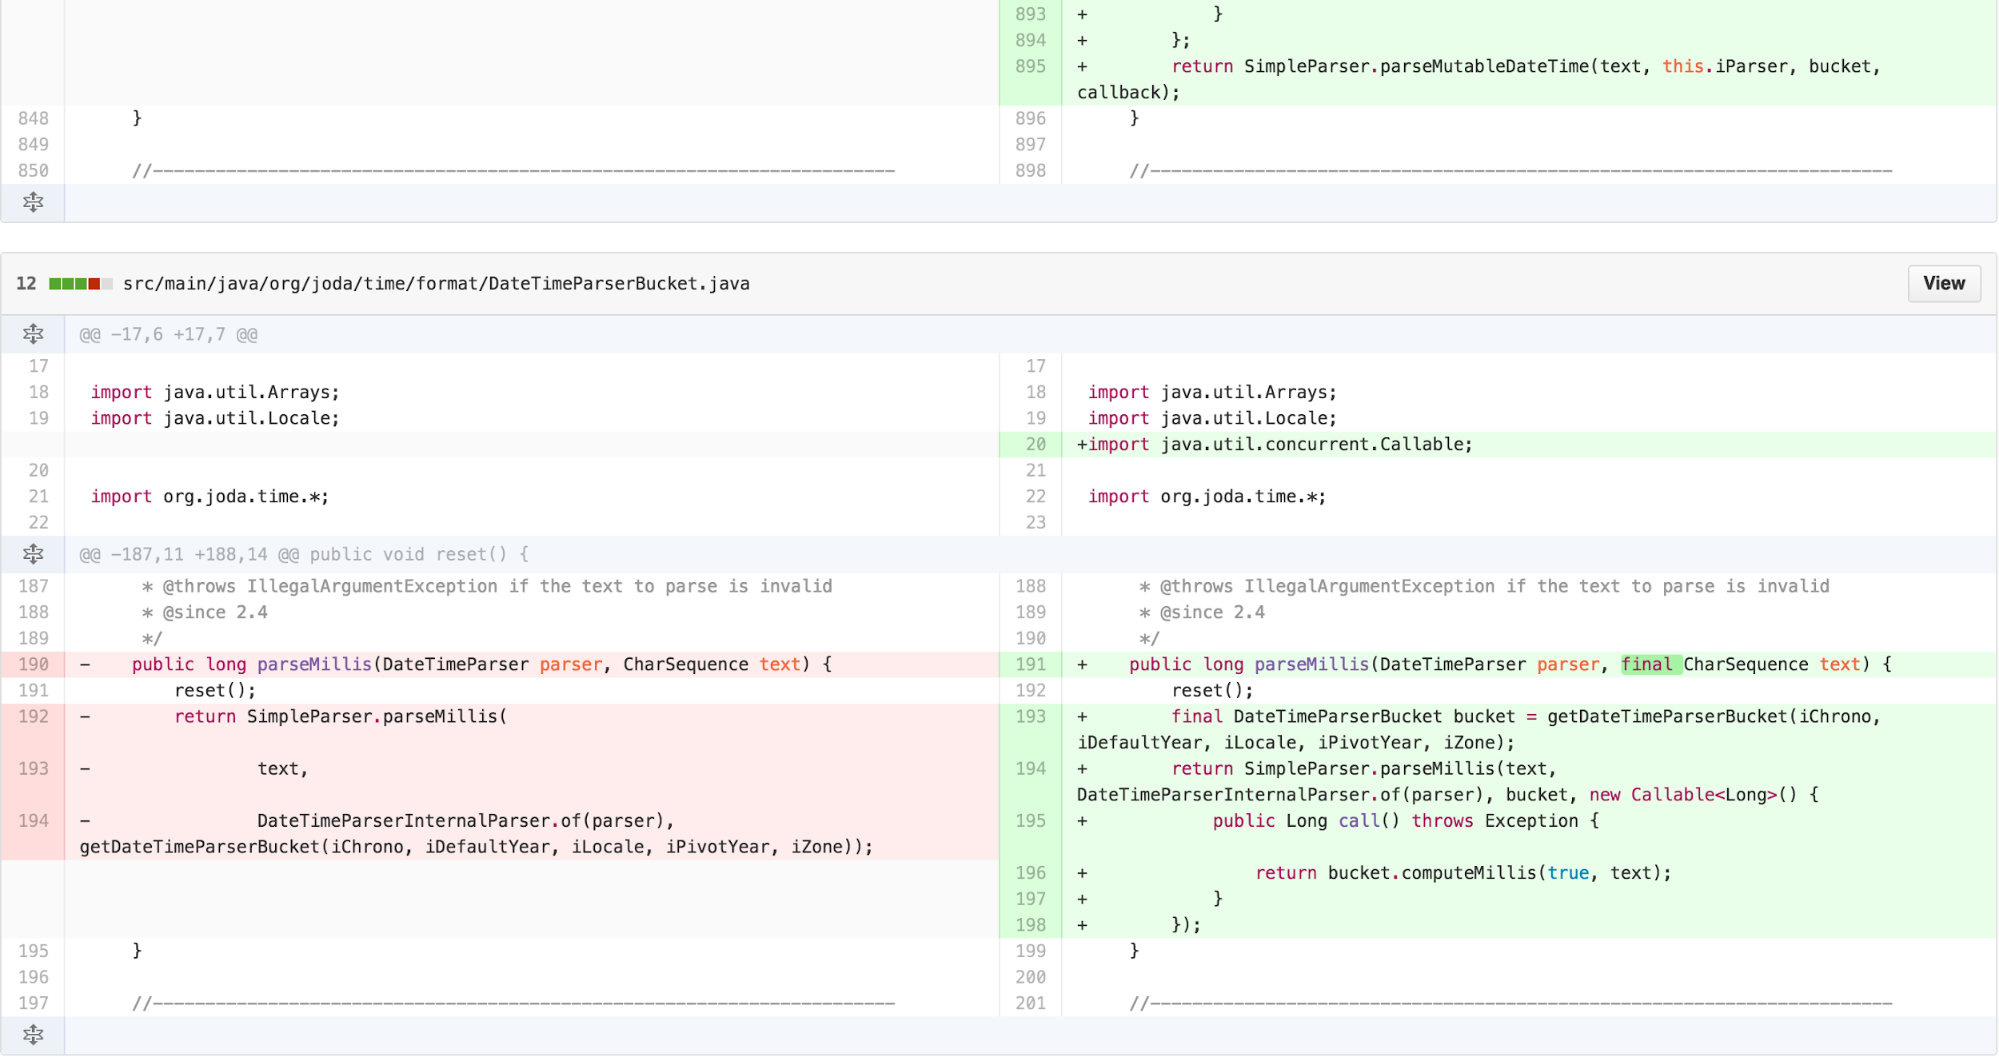 893 + }
894 + };
895 + return SimpleParser.parseMutableDateTime(text, this.iParser, bucket,
callback);
848 } 896 }
849 897
850 //----------------------------------------------------------------------- 898 //-----------------------------------------------------------------------
12 src/main/java/org/joda/time/format/DateTimeParserBucket.java View
@@ -17,6 +17,7 @@
17 17
18 import java.util.Arrays; 18 import java.util.Arrays;
19 import java.util.Locale; 19 import java.util.Locale;
20 +import java.util.concurrent.Callable;
20 21
21 import org.joda.time.*; 22 import org.joda.time.*;
22 23
@@ -187,11 +188,14 @@ public void reset() {
187 * @throws IllegalArgumentException if the text to parse is invalid 188 * @throws IllegalArgumentException if the text to parse is invalid
188 * @since 2.4 189 * @since 2.4
189 */ 190 */
190 - public long parseMillis(DateTimeParser parser, CharSequence text) { 191 + public long parseMillis(DateTimeParser parser, final CharSequence text) {
191 reset(); 192 reset();
192 - return SimpleParser.parseMillis( 193 + final DateTimeParserBucket bucket = getDateTimeParserBucket(iChrono,
iDefaultYear, iLocale, iPivotYear, iZone);
193 - text, 194 + return SimpleParser.parseMillis(text,
DateTimeParserInternalParser.of(parser), bucket, new Callable<Long>() {
194 - DateTimeParserInternalParser.of(parser), 195 + public Long call() throws Exception {
getDateTimeParserBucket(iChrono, iDefaultYear, iLocale, iPivotYear, iZone));
196 + return bucket.computeMillis(true, text);
197 + }
198 + });
195 } 199 }
196 200
197 //----------------------------------------------------------------------- 201 //-----------------------------------------------------------------------